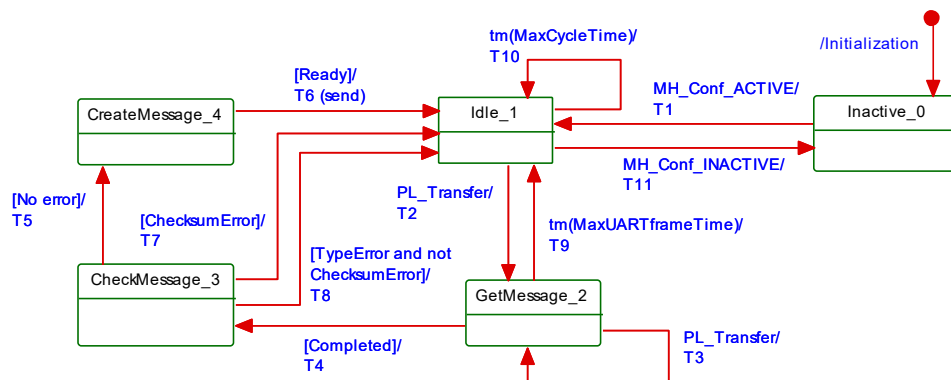 /Initialization
tm(MaxCycleTime)/
T10
[Ready]/
T6 (send)
MH_Conf_ACTIVE/
T1
CreateMessage_4
Idle_1
Inactive_0
MH_Conf_INACTIVE/
T11
[No error]/
T5
[ChecksumError]/
T7
PL_Transfer/
T2
tm(MaxUARTframeTime)/
T9
[TypeError and not
ChecksumError]/
T8
CheckMessage_3
GetMessage_2
[Completed]/
T4
PL_Transfer/
T3